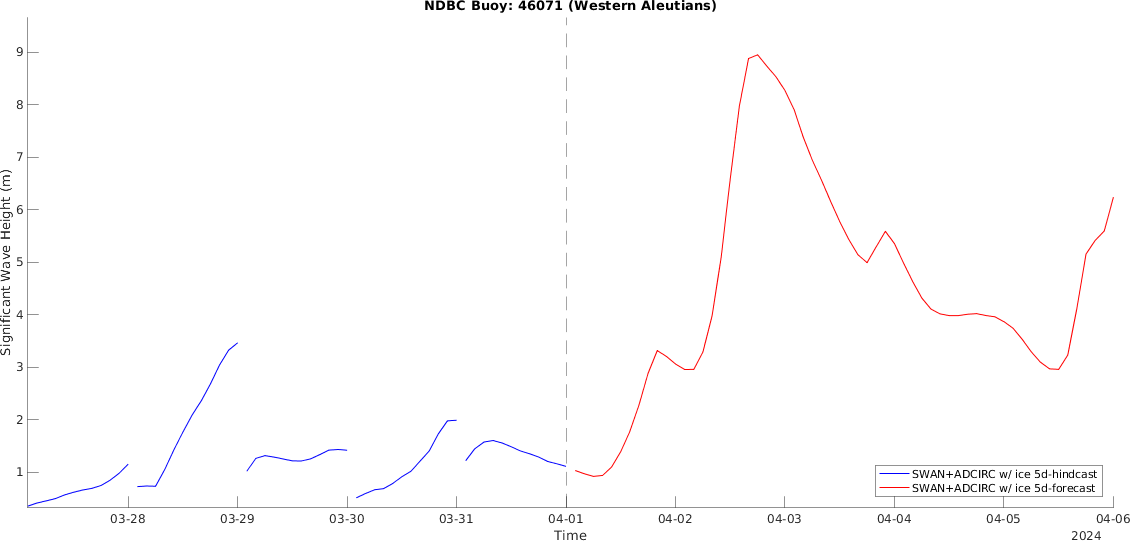 NDBC Buoy: 46071 (Western Aleutians)
Significant Wave Height (m)
9
8
7
6
5
4
3
2
1
SWAN+ADCIRC w/ ice 5d-hindcast
SWAN+ADCIRC w/ ice 5d-forecast
03-28 03-29 03-30 03-31 04-01 04-02 04-03 04-04 04-05 04-06
Time
2024